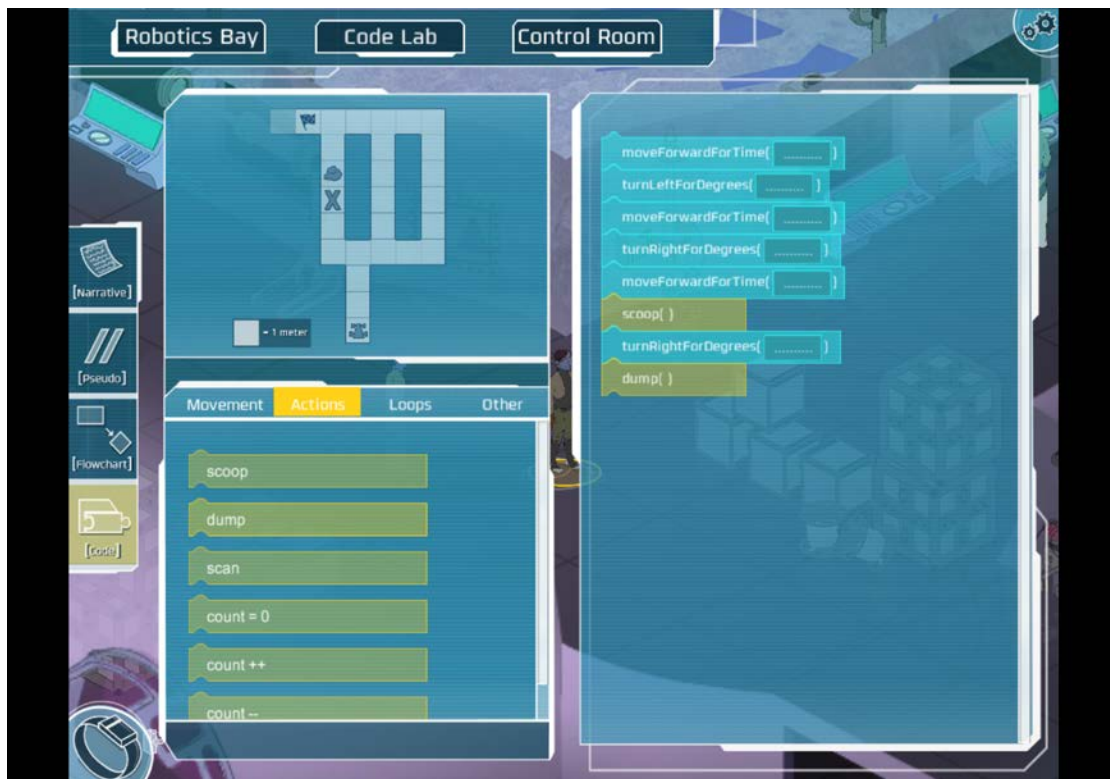 Robotics Bay
Code Lab
Control Room
X
= 1 meter
[Narrative]
[Pseudo]
[Flowchart]
[Code]
Movement Actions Loops Other
scoop
dump
scan
count = 0
count ++
count --
moveForwardForTime( ........... )
turnLeftForDegrees( ........... )
moveForwardForTime( ........... )
turnRightForDegrees( ........... )
moveForwardForTime( ........... )
scoop( )
turnRightForDegrees( ........... )
dump( )